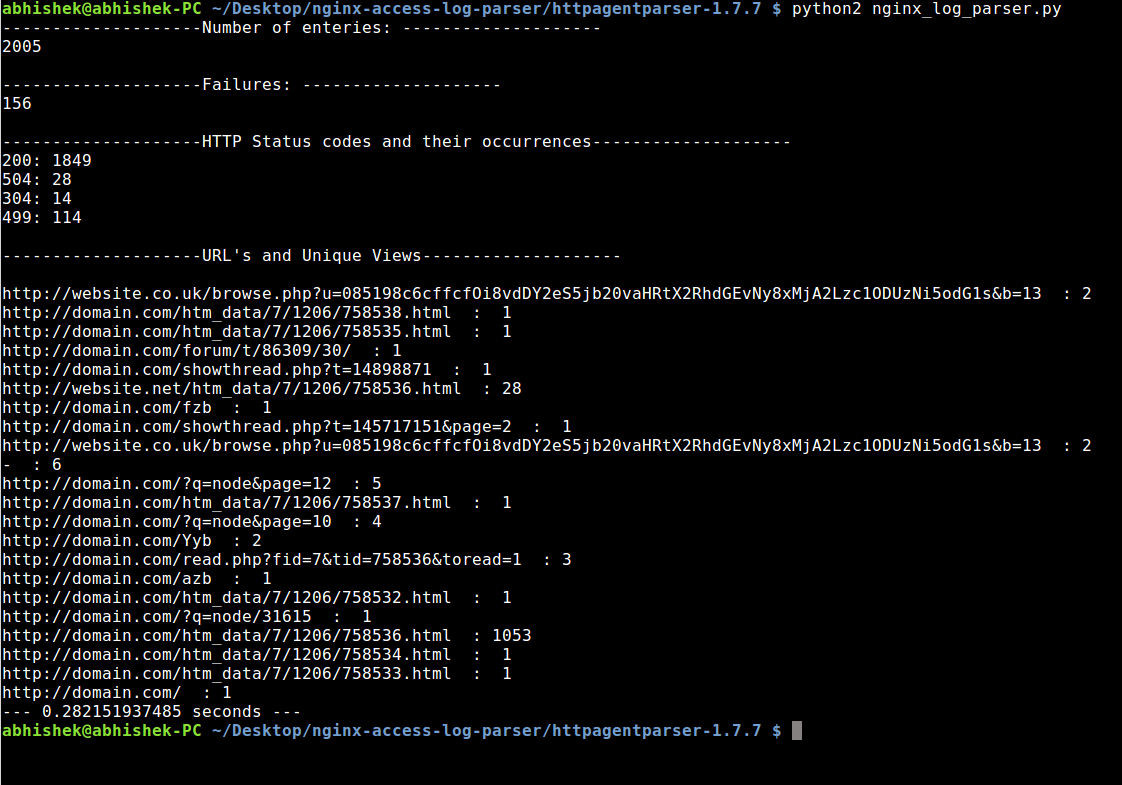 abhishek@abhishek-PC ~/Desktop/nginx-access-log-parser/httpagentparser-1.7.7 $ python2 nginx_log_parser.py
--------------------Number of enteries: --------------------
2005
--------------------Failures: --------------------
156
--------------------HTTP Status codes and their occurrences--------------------
200: 1849
504: 28
304: 14
499: 114
--------------------URL's and Unique Views--------------------
http://website.co.uk/browse.php?u=085198c6cffcfOi8vdDY2eS5jb20vaHRtX2RhdGEvNy8xMjA2Lzc1ODUzNi5odG1s&b=13  : 2
http://domain.com/htm_data/7/1206/758538.html  :  1
http://domain.com/htm_data/7/1206/758535.html  :  1
http://domain.com/forum/t/86309/30/  : 1
http://domain.com/showthread.php?t=14898871  :  1
http://website.net/htm_data/7/1206/758536.html  : 28
http://domain.com/fzb  :  1
http://domain.com/showthread.php?t=145717151&page=2  :  1
http://website.co.uk/browse.php?u=085198c6cffcfOi8vdDY2eS5jb20vaHRtX2RhdGEvNy8xMjA2Lzc1ODUzNi5odG1s&b=13  : 2
-  : 6
http://domain.com/?q=node&page=12  : 5
http://domain.com/htm_data/7/1206/758537.html  :  1
http://domain.com/?q=node&page=10  : 4
http://domain.com/Yyb  : 2
http://domain.com/read.php?fid=7&tid=758536&toread=1  : 3
http://domain.com/azb  :  1
http://domain.com/htm_data/7/1206/758532.html  :  1
http://domain.com/?q=node/31615  :  1
http://domain.com/htm_data/7/1206/758536.html  : 1053
http://domain.com/htm_data/7/1206/758534.html  :  1
http://domain.com/htm_data/7/1206/758533.html  :  1
http://domain.com/  : 1
--- 0.282151937485 seconds ---
abhishek@abhishek-PC ~/Desktop/nginx-access-log-parser/httpagentparser-1.7.7 $